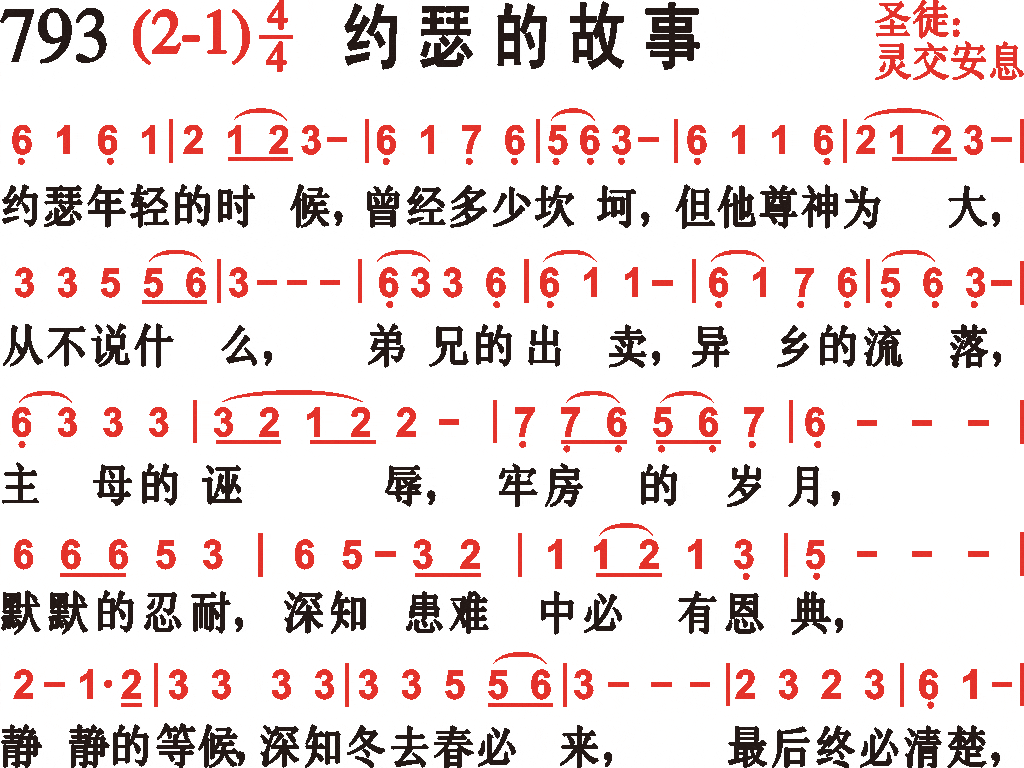 793 (2-1) 4/4 约瑟的故事 圣徒：
灵交安息
6̣ 1 6̣ 1|2 1 2 3-|6̣ 1 7̣ 6̣|5̣ 6̣ 3̣-|6̣ 1 1 6̣|2 1 2 3-|
约瑟年轻的时 候，曾经多少坎 坷，但他尊神为 大，
3 3 5 5 6|3---|6̣ 3 3 6̣|6̣ 1 1-|6̣ 1 7̣ 6̣|5̣ 6̣ 3̣-|
从不说什 么， 弟 兄的出 卖，异 乡的流 落，
6̣ 3 3 3|3 2 1 2 2 -|7̣ 7̣ 6̣ 5̣ 6̣ 7̣|6̣ - - -|
主 母的诬 辱， 牢房 的 岁月，
6 6 6 5 3|6 5-3 2|1 1 2 1 3̣|5̣ - - -|
默默的忍耐，深知 患难 中必 有恩典，
2-1·2|3 3 3 3|3 3 5 5 6|3---|2 3 2 3|6̣ 1-|
静 静的等候，深知冬去春必 来， 最后终必清楚，